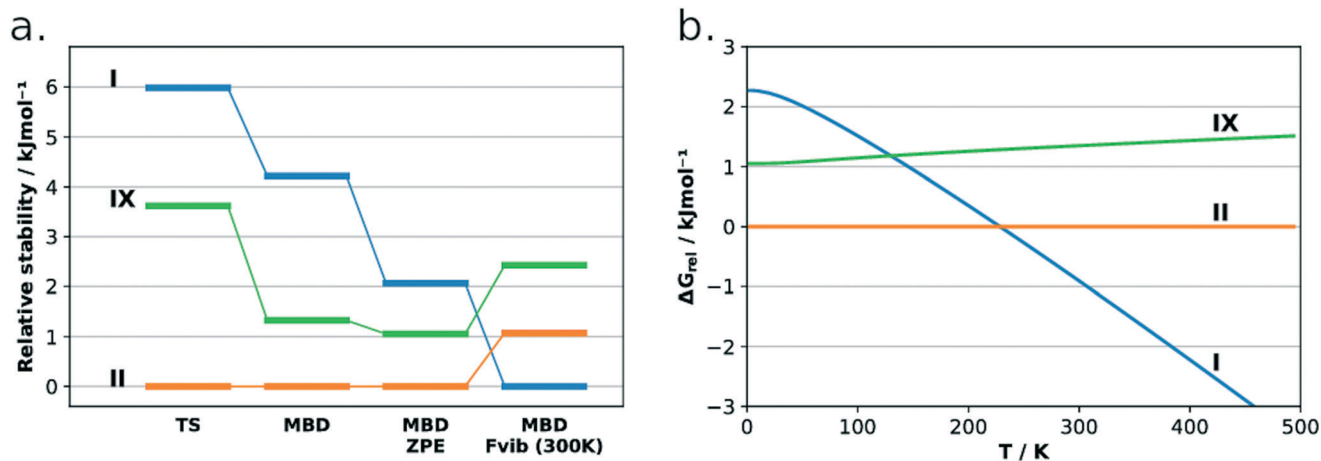 a.
Relative stability / kJmol⁻¹
6
5
4
3
2
1
0
I
IX
II
TS
MBD
MBD
ZPE
MBD
Fvib (300K)
b.
ΔG_rel / kJmol⁻¹
3
2
1
0
−1
−2
−3
IX
II
I
0
100
200
300
400
500
T / K